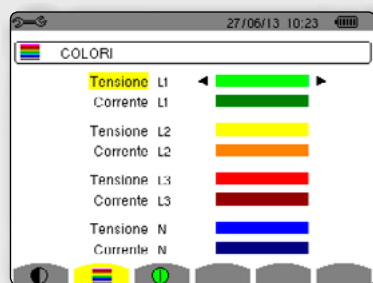 27/06/13 10:23
COLORI
Tensione L1
Corrente L1
Tensione L2
Corrente L2
Tensione L3
Corrente L3
Tensione N
Corrente N